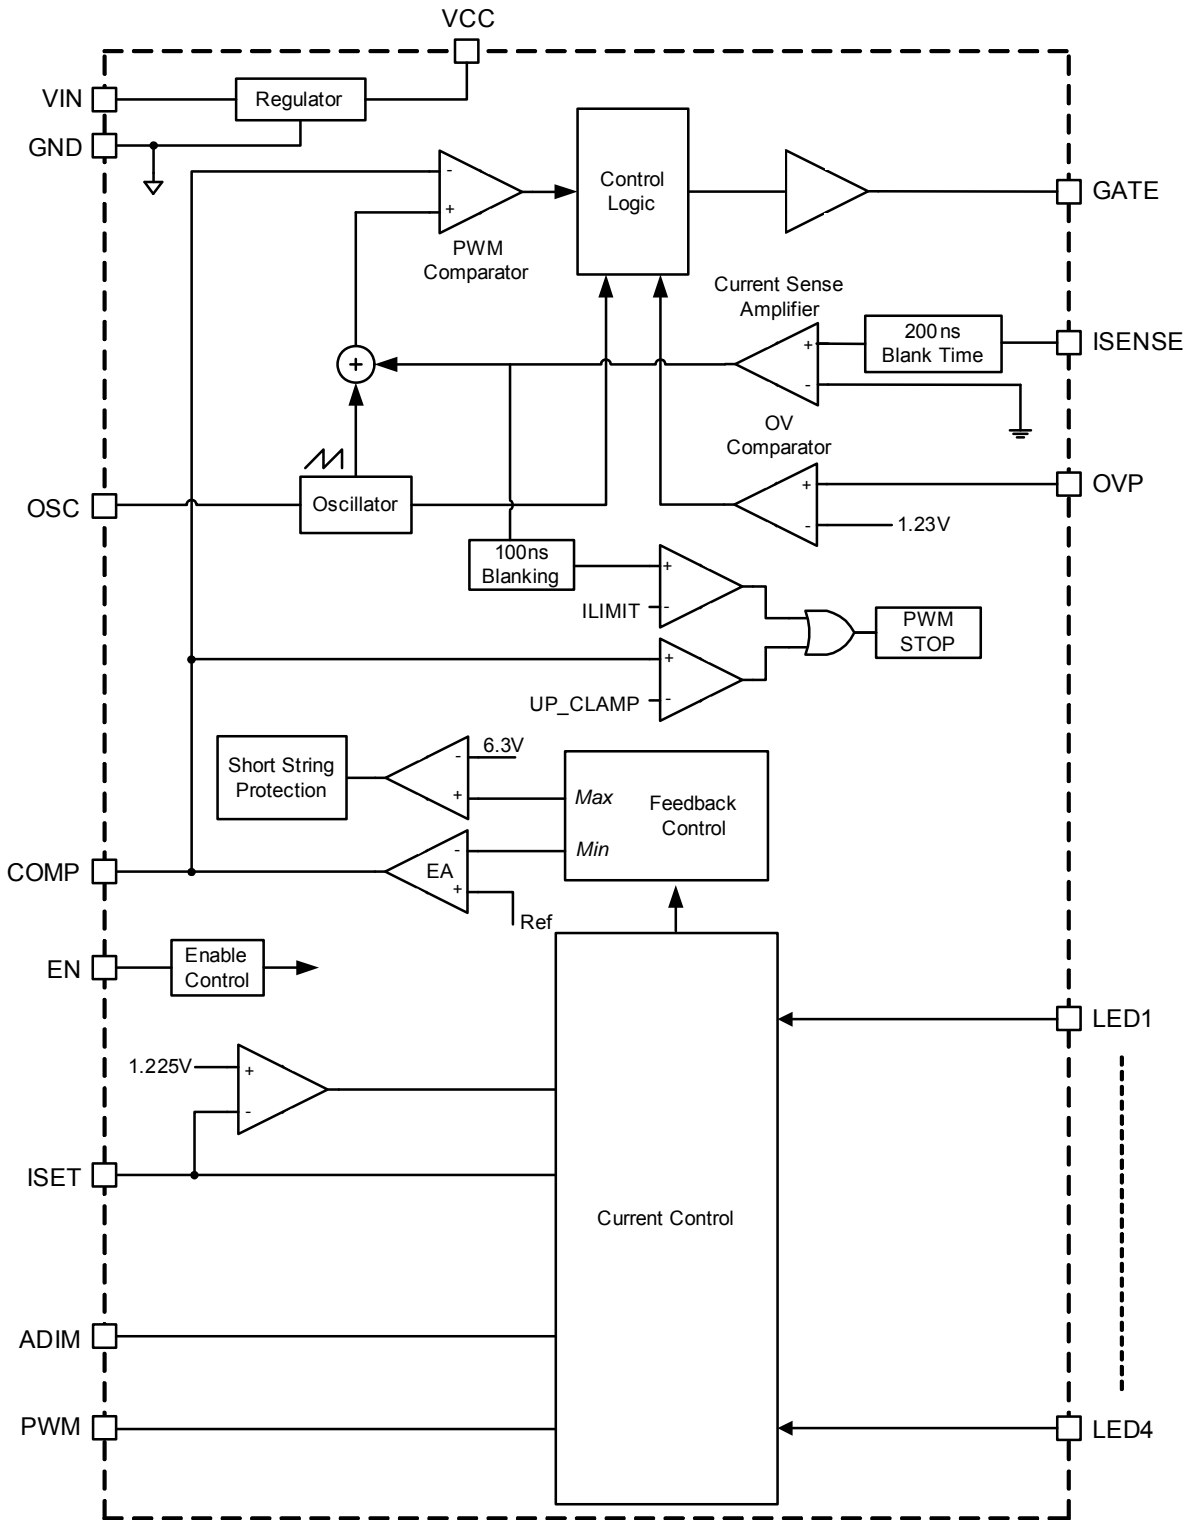 VCC
VIN
Regulator
GND
-
+
PWM
Comparator
Control
Logic
GATE
Current Sense
Amplifier
+
-
200ns
Blank Time
ISENSE
+
OV
Comparator
+
-
1.23V
OVP
OSC
Oscillator
100ns
Blanking
+
-
ILIMIT
PWM
STOP
+
-
UP_CLAMP
Short String
Protection
-
+
6.3V
Max
Min
Feedback
Control
COMP
EA
-
+
Ref
EN
Enable
Control
LED1
1.225V
+
-
ISET
Current Control
ADIM
PWM
LED4